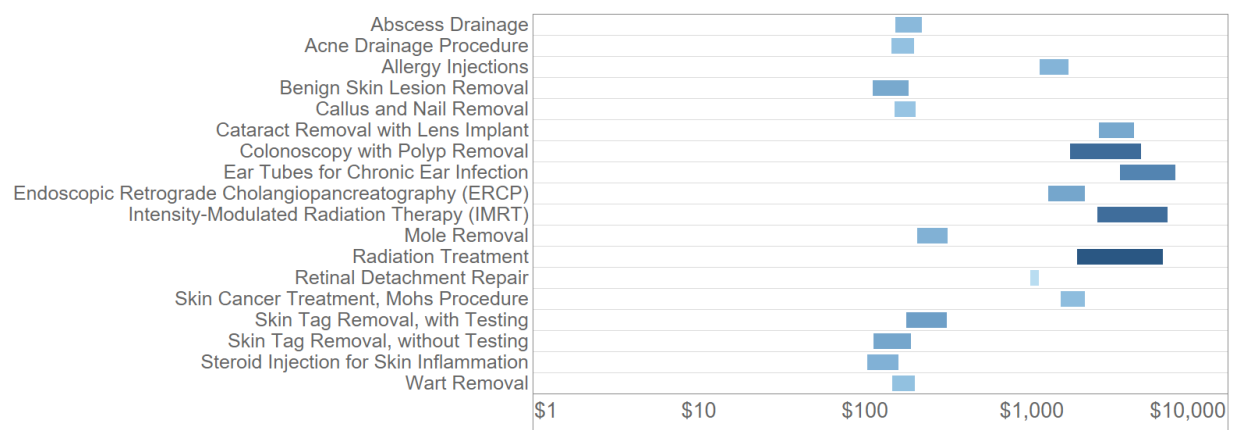 Abscess Drainage
Acne Drainage Procedure
Allergy Injections
Benign Skin Lesion Removal
Callus and Nail Removal
Cataract Removal with Lens Implant
Colonoscopy with Polyp Removal
Ear Tubes for Chronic Ear Infection
Endoscopic Retrograde Cholangiopancreatography (ERCP)
Intensity-Modulated Radiation Therapy (IMRT)
Mole Removal
Radiation Treatment
Retinal Detachment Repair
Skin Cancer Treatment, Mohs Procedure
Skin Tag Removal, with Testing
Skin Tag Removal, without Testing
Steroid Injection for Skin Inflammation
Wart Removal
$1 $10 $100 $1,000 $10,000